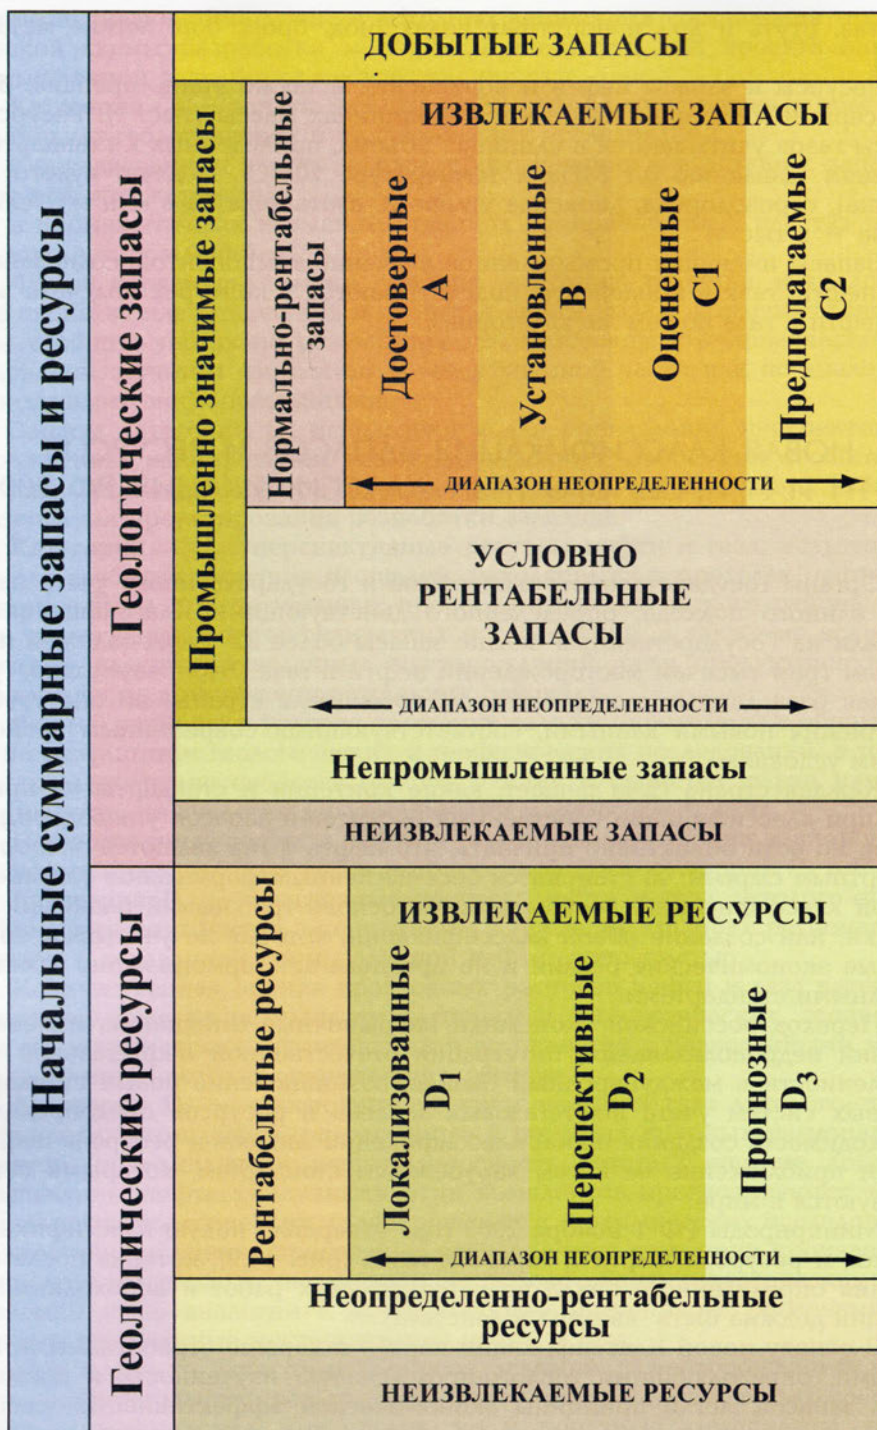 Начальные суммарные запасы и ресурсы
Геологические запасы
ДОБЫТЫЕ ЗАПАСЫ
Промышленно значимые запасы
Нормально-рентабельные
запасы
ИЗВЛЕКАЕМЫЕ ЗАПАСЫ
Достоверные
A
Установленные
B
Оцененные
C1
Предполагаемые
C2
ДИАПАЗОН НЕОПРЕДЕЛЕННОСТИ
УСЛОВНО
РЕНТАБЕЛЬНЫЕ
ЗАПАСЫ
ДИАПАЗОН НЕОПРЕДЕЛЕННОСТИ
Непромышленные запасы
НЕИЗВЛЕКАЕМЫЕ ЗАПАСЫ
Геологические ресурсы
Рентабельные ресурсы
ИЗВЛЕКАЕМЫЕ РЕСУРСЫ
Локализованные
D1
Перспективные
D2
Прогнозные
D3
ДИАПАЗОН НЕОПРЕДЕЛЕННОСТИ
Неопределенно-рентабельные
ресурсы
НЕИЗВЛЕКАЕМЫЕ РЕСУРСЫ